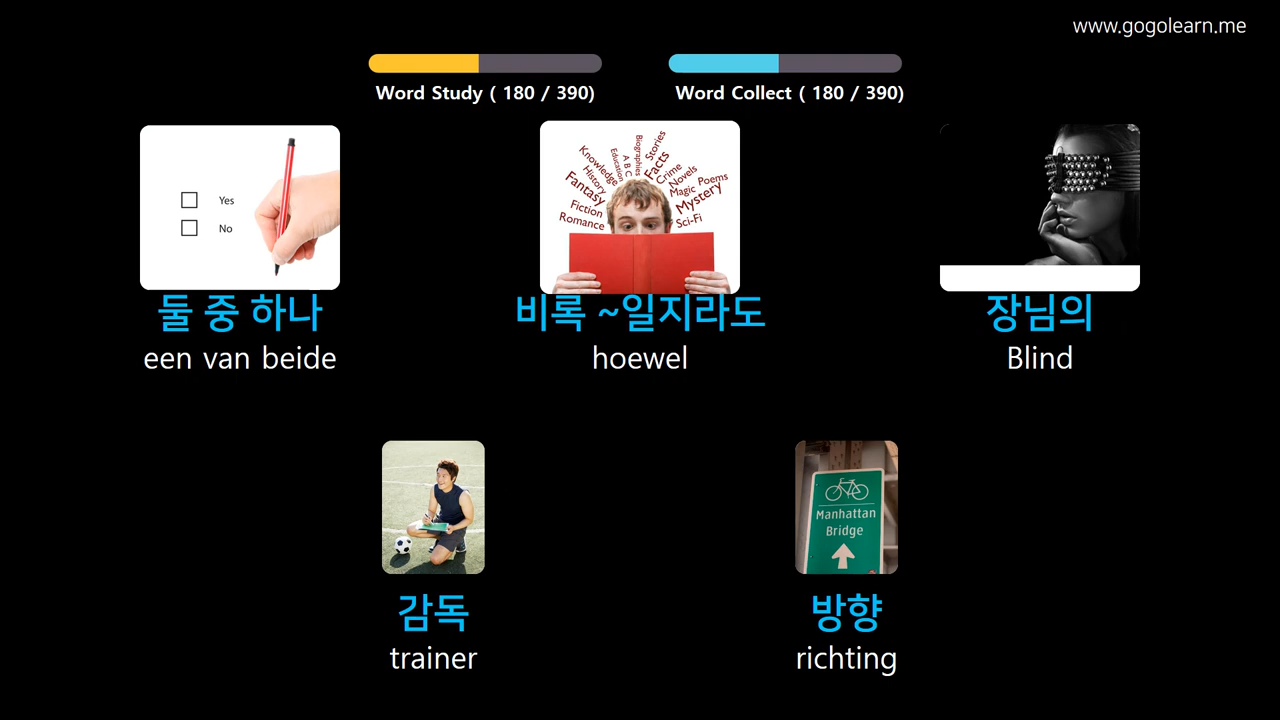 www.gogolearn.me
Word Study ( 180 / 390)
Word Collect ( 180 / 390)
Yes
No
Knowledge
Education
A B C
Biographies
Stories
Facts
History
Crime
Novels
Fantasy
Magic
Poems
Mystery
Fiction
Romance
Sci-Fi
둘 중 하나
een van beide
비록 ~일지라도
hoewel
장님의
Blind
Manhattan
Bridge
감독
trainer
방향
richting